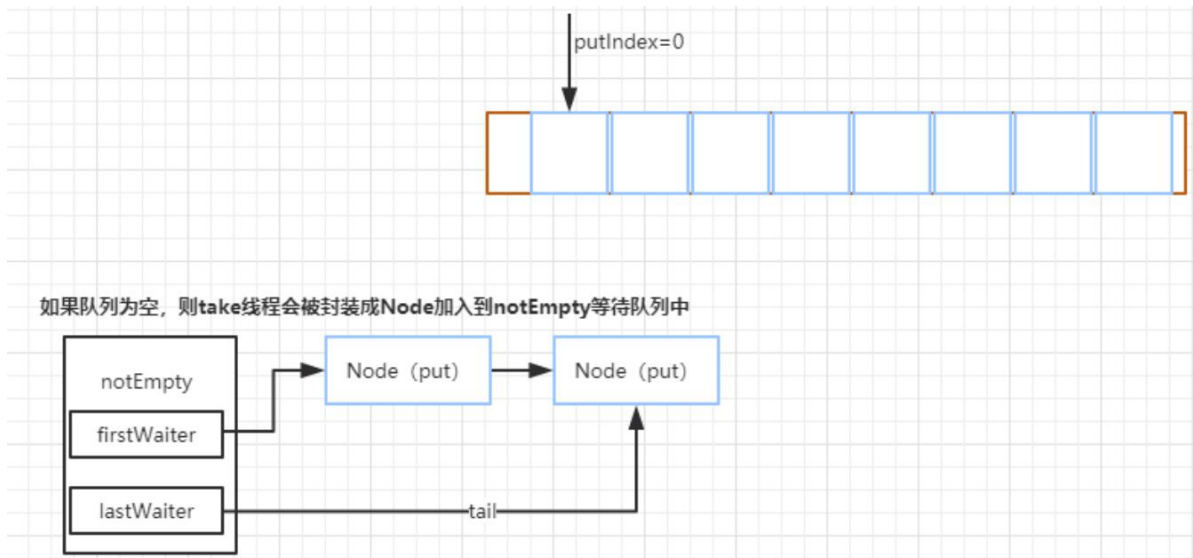 putIndex=0
如果队列为空，则take线程会被封装成Node加入到notEmpty等待队列中
notEmpty
Node（put）
Node（put）
firstWaiter
lastWaiter
tail